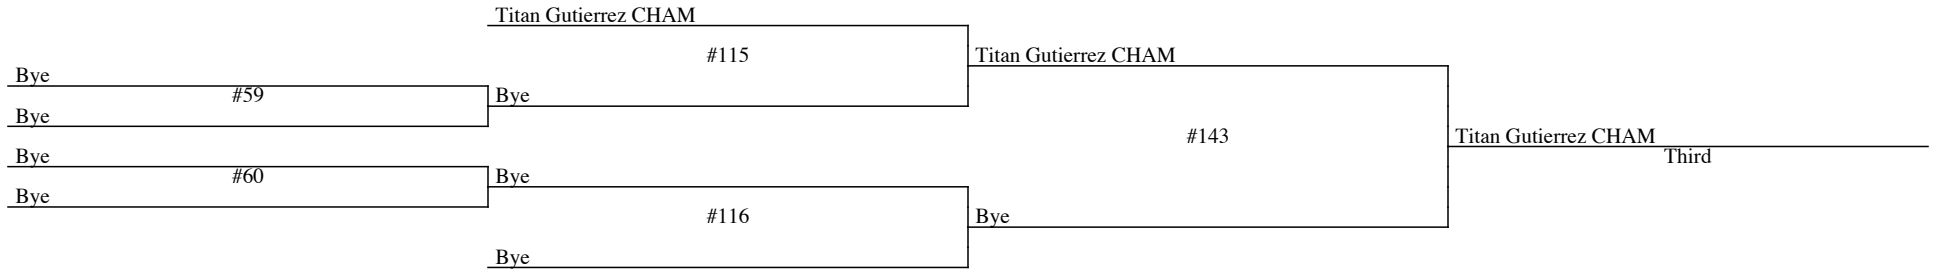 Titan Gutierrez CHAM
#115
Titan Gutierrez CHAM
Bye
#59
Bye
Bye
#143
Titan Gutierrez CHAM
Third
Bye
#60
Bye
Bye
#116
Bye
Bye